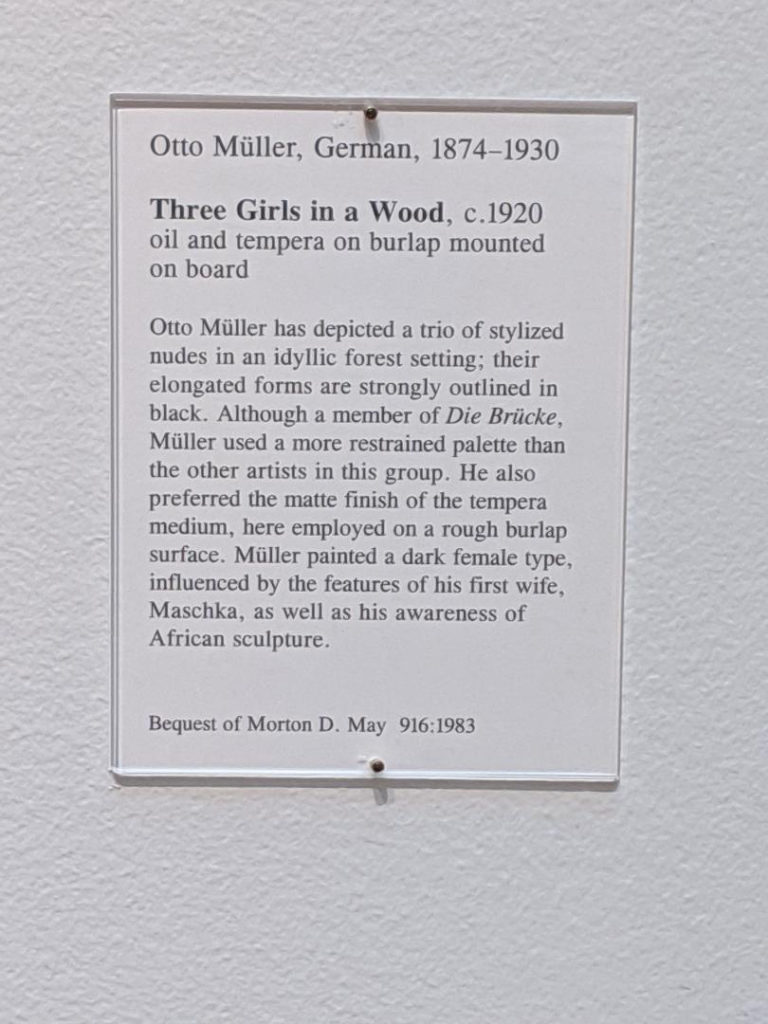 Otto Müller, German, 1874–1930
Three Girls in a Wood, c.1920
oil and tempera on burlap mounted
on board
Otto Müller has depicted a trio of stylized
nudes in an idyllic forest setting; their
elongated forms are strongly outlined in
black. Although a member of Die Brücke,
Müller used a more restrained palette than
the other artists in this group. He also
preferred the matte finish of the tempera
medium, here employed on a rough burlap
surface. Müller painted a dark female type,
influenced by the features of his first wife,
Maschka, as well as his awareness of
African sculpture.
Bequest of Morton D. May 916:1983